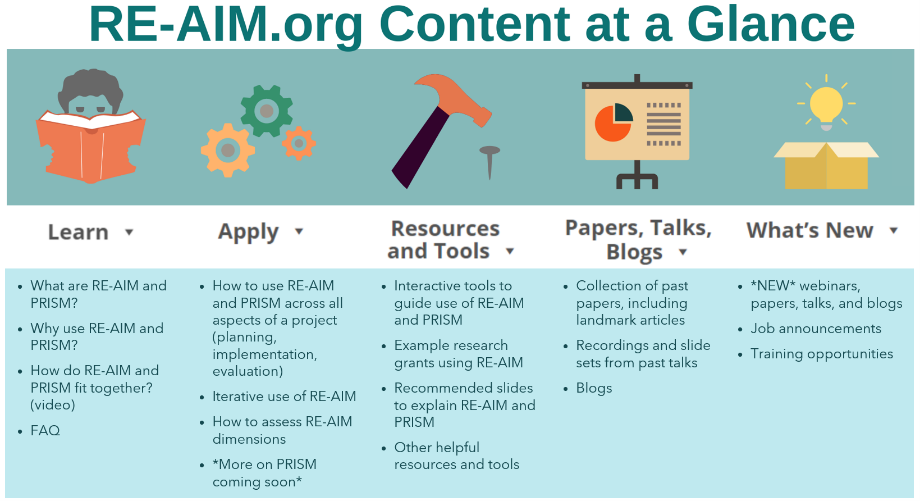 RE-AIM.org Content at a Glance
Learn ▼
• What are RE-AIM and
PRISM?
• Why use RE-AIM and
PRISM?
• How do RE-AIM and
PRISM fit together?
(video)
• FAQ
Apply ▼
• How to use RE-AIM
and PRISM across all
aspects of a project
(planning,
implementation,
evaluation)
• Iterative use of RE-AIM
• How to assess RE-AIM
dimensions
• *More on PRISM
coming soon*
Resources
and Tools ▼
• Interactive tools to
guide use of RE-AIM
and PRISM
• Example research
grants using RE-AIM
• Recommended slides
to explain RE-AIM and
PRISM
• Other helpful
resources and tools
Papers, Talks,
Blogs ▼
• Collection of past
papers, including
landmark articles
• Recordings and slide
sets from past talks
• Blogs
What's New ▼
• *NEW* webinars,
papers, talks, and blogs
• Job announcements
• Training opportunities